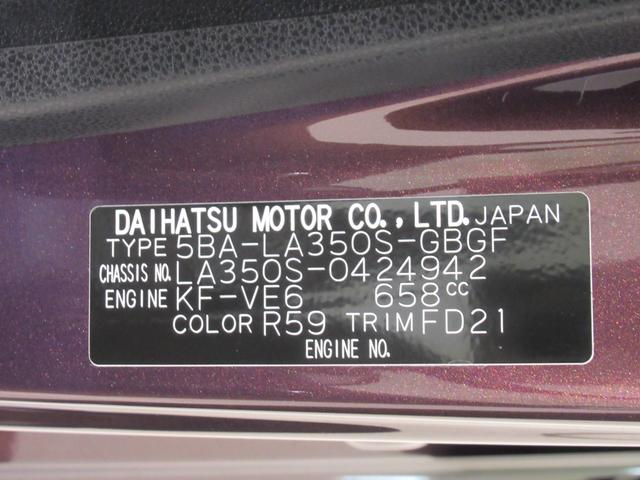 DAIHATSU MOTOR CO., LTD. JAPAN
TYPE 5BA-LA350S-GBGF
CHASSIS NO. LA350S-0424942
ENGINE KF-VE6 658CC
COLOR R59 TRIM FD21
ENGINE NO.